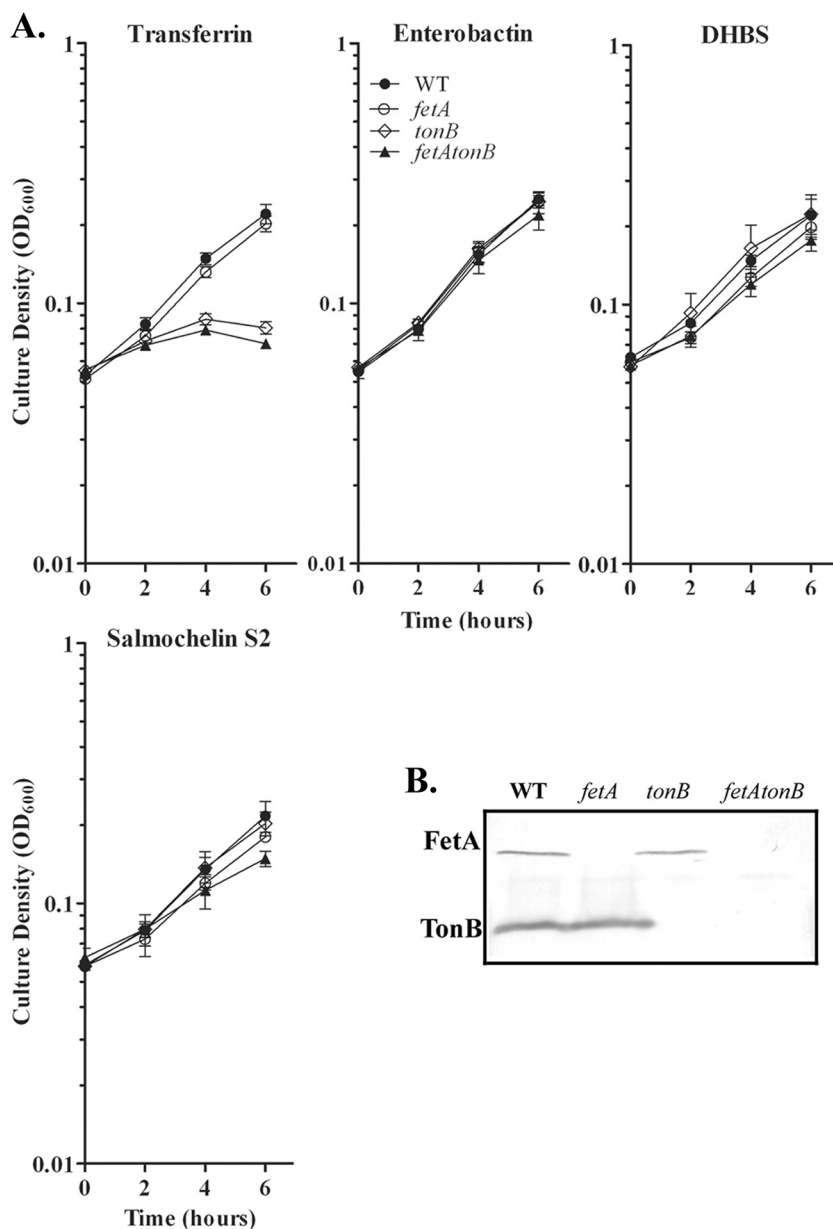 A.
Transferrin
Enterobactin
DHBS
WT
fetA
tonB
fetAtonB
Culture Density (OD600)
1
0.1
0.01
0 2 4 6
1
0.1
0.01
0 2 4 6
1
0.1
0.01
0 2 4 6
Time (hours)
Salmochelin S2
Culture Density (OD600)
1
0.1
0.01
0 2 4 6
Time (hours)
B.
WT fetA tonB fetAtonB
FetA
TonB